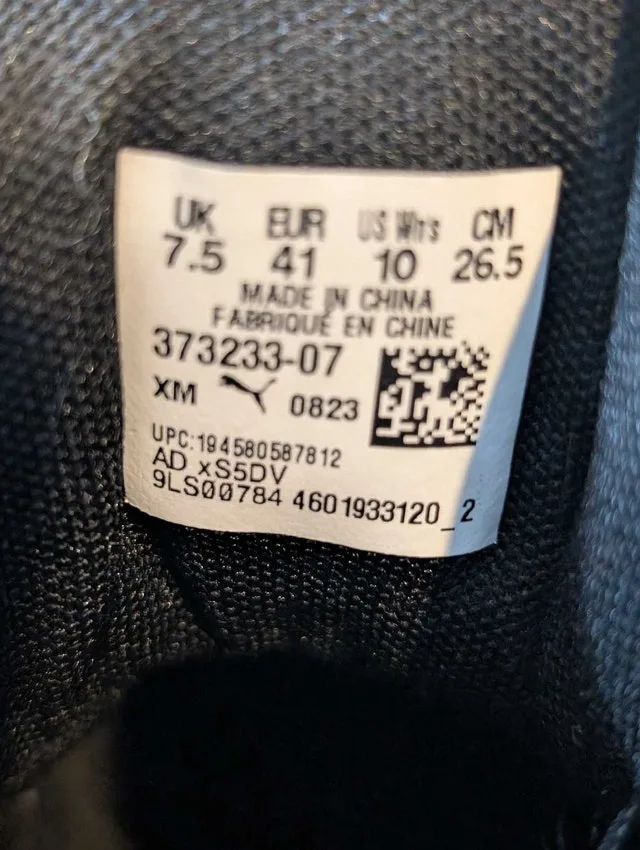 UK EUR US Wn's CM
7.5 41 10 26.5
MADE IN CHINA
FABRIQUÉ EN CHINE
373233-07
XM 0823
UPC:194580587812
AD xS5DV
9LS00784 4601933120_2